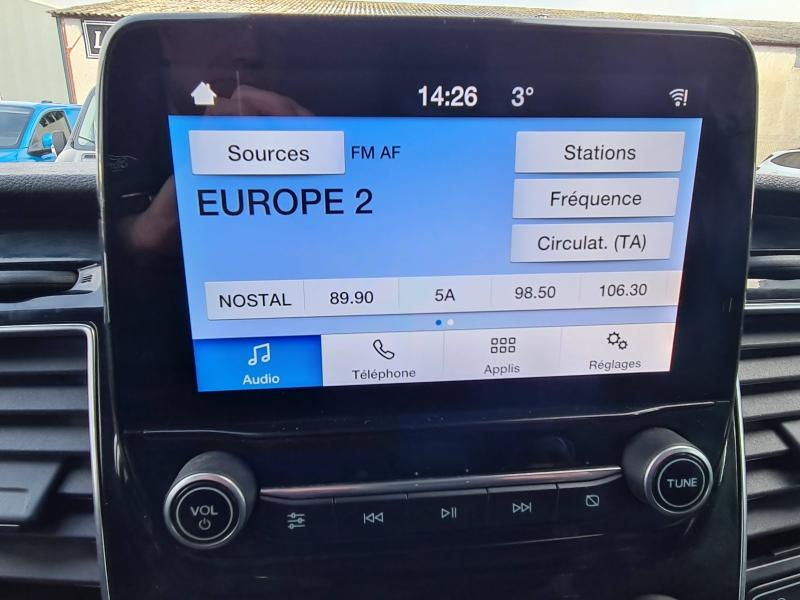 14:26 3°
Sources FM AF Stations
EUROPE 2 Fréquence
Circulat. (TA)
NOSTAL 89.90 5A 98.50 106.30
Audio Téléphone Applis Réglages
VOL TUNE